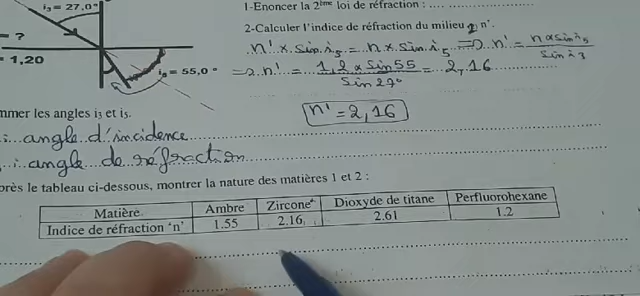 i₃ = 27.0°
1-Enoncer la 2ème loi de réfraction : .... 
2-Calculer l'indice de réfraction du milieu 2 n'.
= ?
= 1,20
n' × sin i₅ = n × sin i₅ => n' = n × sin i₅ / sin i₃
i₅ = 55,0 °
=> n' = 1,2 × sin 55 / sin 27° = 2,16
mmer les angles i₃ et i₅.
n' = 2,16
i... angle d'incidence
i... angle de réfraction
près le tableau ci-dessous, montrer la nature des matières 1 et 2 :
Matière Ambre Zircone Dioxyde de titane Perfluorohexane
Indice de réfraction 'n' 1.55 2.16 2.61 1.2